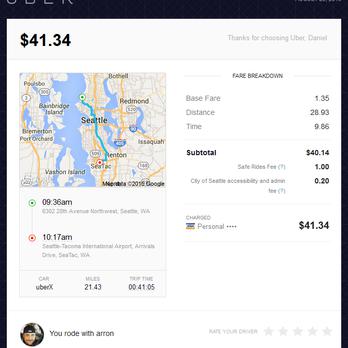 UBER
$41.34
Thanks for choosing Uber, Daniel
Poulsbo
Bothell
Bainbridge
Island
Redmond
Seattle
Bremerton
Port Orchard
Issaquah
Renton
Vashon Island
SeaTac
Map data ©2015 Google
09:36am
6302 28th Avenue Northwest, Seattle, WA
10:17am
Seattle-Tacoma International Airport, Arrivals
Drive, SeaTac, WA
CAR
MILES
TRIP TIME
uberX
21.43
00:41:05
FARE BREAKDOWN
Base Fare 1.35
Distance 28.93
Time 9.86
Subtotal $40.14
Safe Rides Fee (?) 1.00
City of Seattle accessibility and admin 0.20
fee (?)
CHARGED
Personal •••• $41.34
You rode with arron
RATE YOUR DRIVER